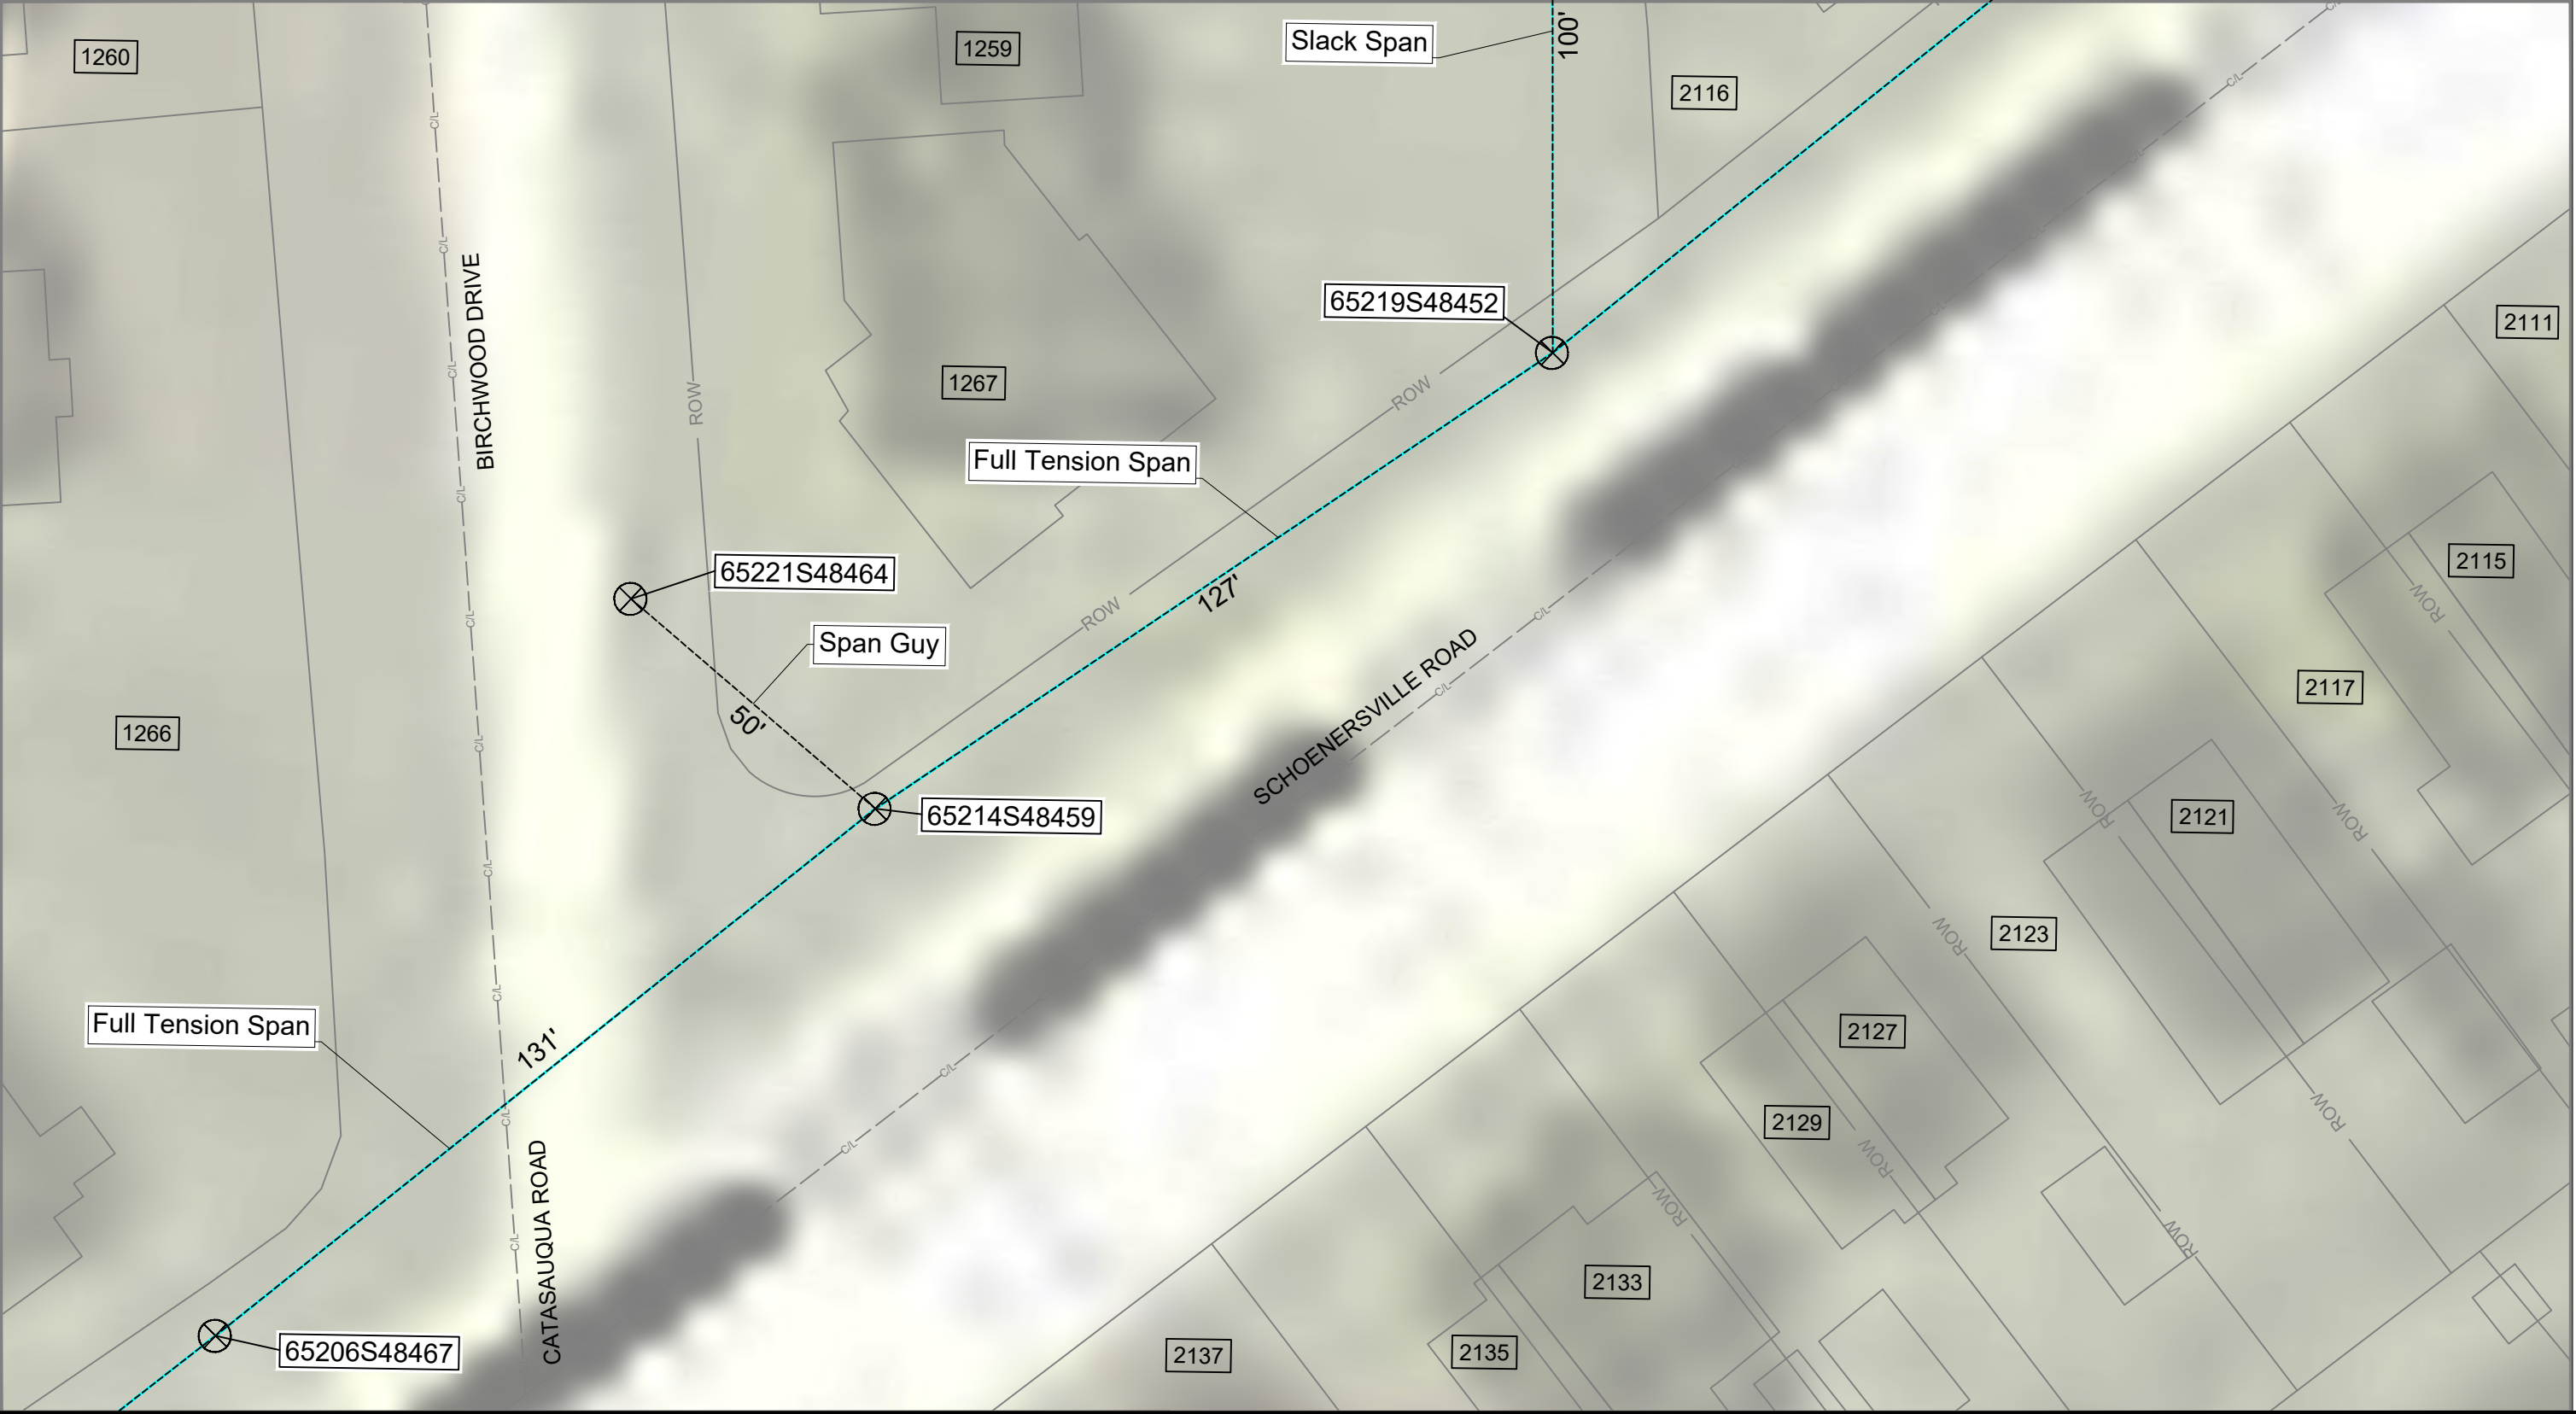 1260
1259
Slack Span
100'
2116
C/L
C/L
C/L
C/L
BIRCHWOOD DRIVE
65219S48452
2111
C/L
1267
ROW
ROW
Full Tension Span
C/L
2115
65221S48464
127'
ROW
ROW
C/L
C/L
Span Guy
SCHOENERSVILLE ROAD
2117
C/L
50'
1266
C/L
65214S48459
ROW
2121
ROW
C/L
2123
ROW
C/L
Full Tension Span
131'
2127
C/L
C/L
2129
ROW
C/L
ROW
CATASAUQUA ROAD
ROW
C/L
ROW
2133
65206S48467
2137
2135